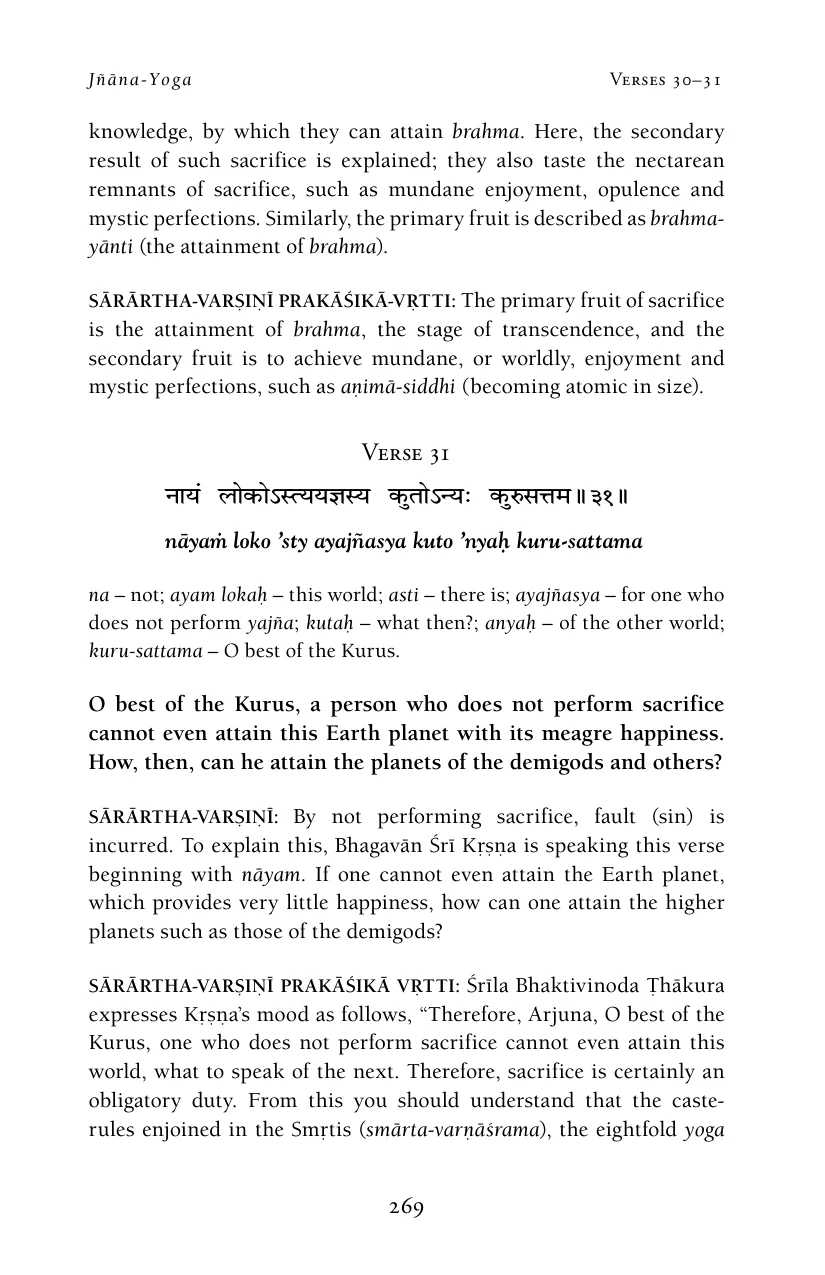 Jñāna-Yoga Verses 30–31
knowledge, by which they can attain brahma. Here, the secondary
result of such sacrifice is explained; they also taste the nectarean
remnants of sacrifice, such as mundane enjoyment, opulence and
mystic perfections. Similarly, the primary fruit is described as brahma-
yānti (the attainment of brahma).
SĀRĀRTHA-VARṢIṆĪ PRAKĀŚIKĀ-VṚTTI: The primary fruit of sacrifice
is the attainment of brahma, the stage of transcendence, and the
secondary fruit is to achieve mundane, or worldly, enjoyment and
mystic perfections, such as aṇimā-siddhi (becoming atomic in size).
Verse 31
नायं लोकोऽस्त्ययज्ञस्य कुतोऽन्यः कुरुसत्तम॥३१॥
nāyaṁ loko ’sty ayajñasya kuto ’nyaḥ kuru-sattama
na – not; ayam lokaḥ – this world; asti – there is; ayajñasya – for one who
does not perform yajña; kutaḥ – what then?; anyaḥ – of the other world;
kuru-sattama – O best of the Kurus.
O best of the Kurus, a person who does not perform sacrifice
cannot even attain this Earth planet with its meagre happiness.
How, then, can he attain the planets of the demigods and others?
SĀRĀRTHA-VARṢIṆĪ: By not performing sacrifice, fault (sin) is
incurred. To explain this, Bhagavān Śrī Kṛṣṇa is speaking this verse
beginning with nāyam. If one cannot even attain the Earth planet,
which provides very little happiness, how can one attain the higher
planets such as those of the demigods?
SĀRĀRTHA-VARṢIṆĪ PRAKĀŚIKĀ VṚTTI: Śrīla Bhaktivinoda Ṭhākura
expresses Kṛṣṇa’s mood as follows, “Therefore, Arjuna, O best of the
Kurus, one who does not perform sacrifice cannot even attain this
world, what to speak of the next. Therefore, sacrifice is certainly an
obligatory duty. From this you should understand that the caste-
rules enjoined in the Smṛtis (smārta-varṇāśrama), the eightfold yoga
269